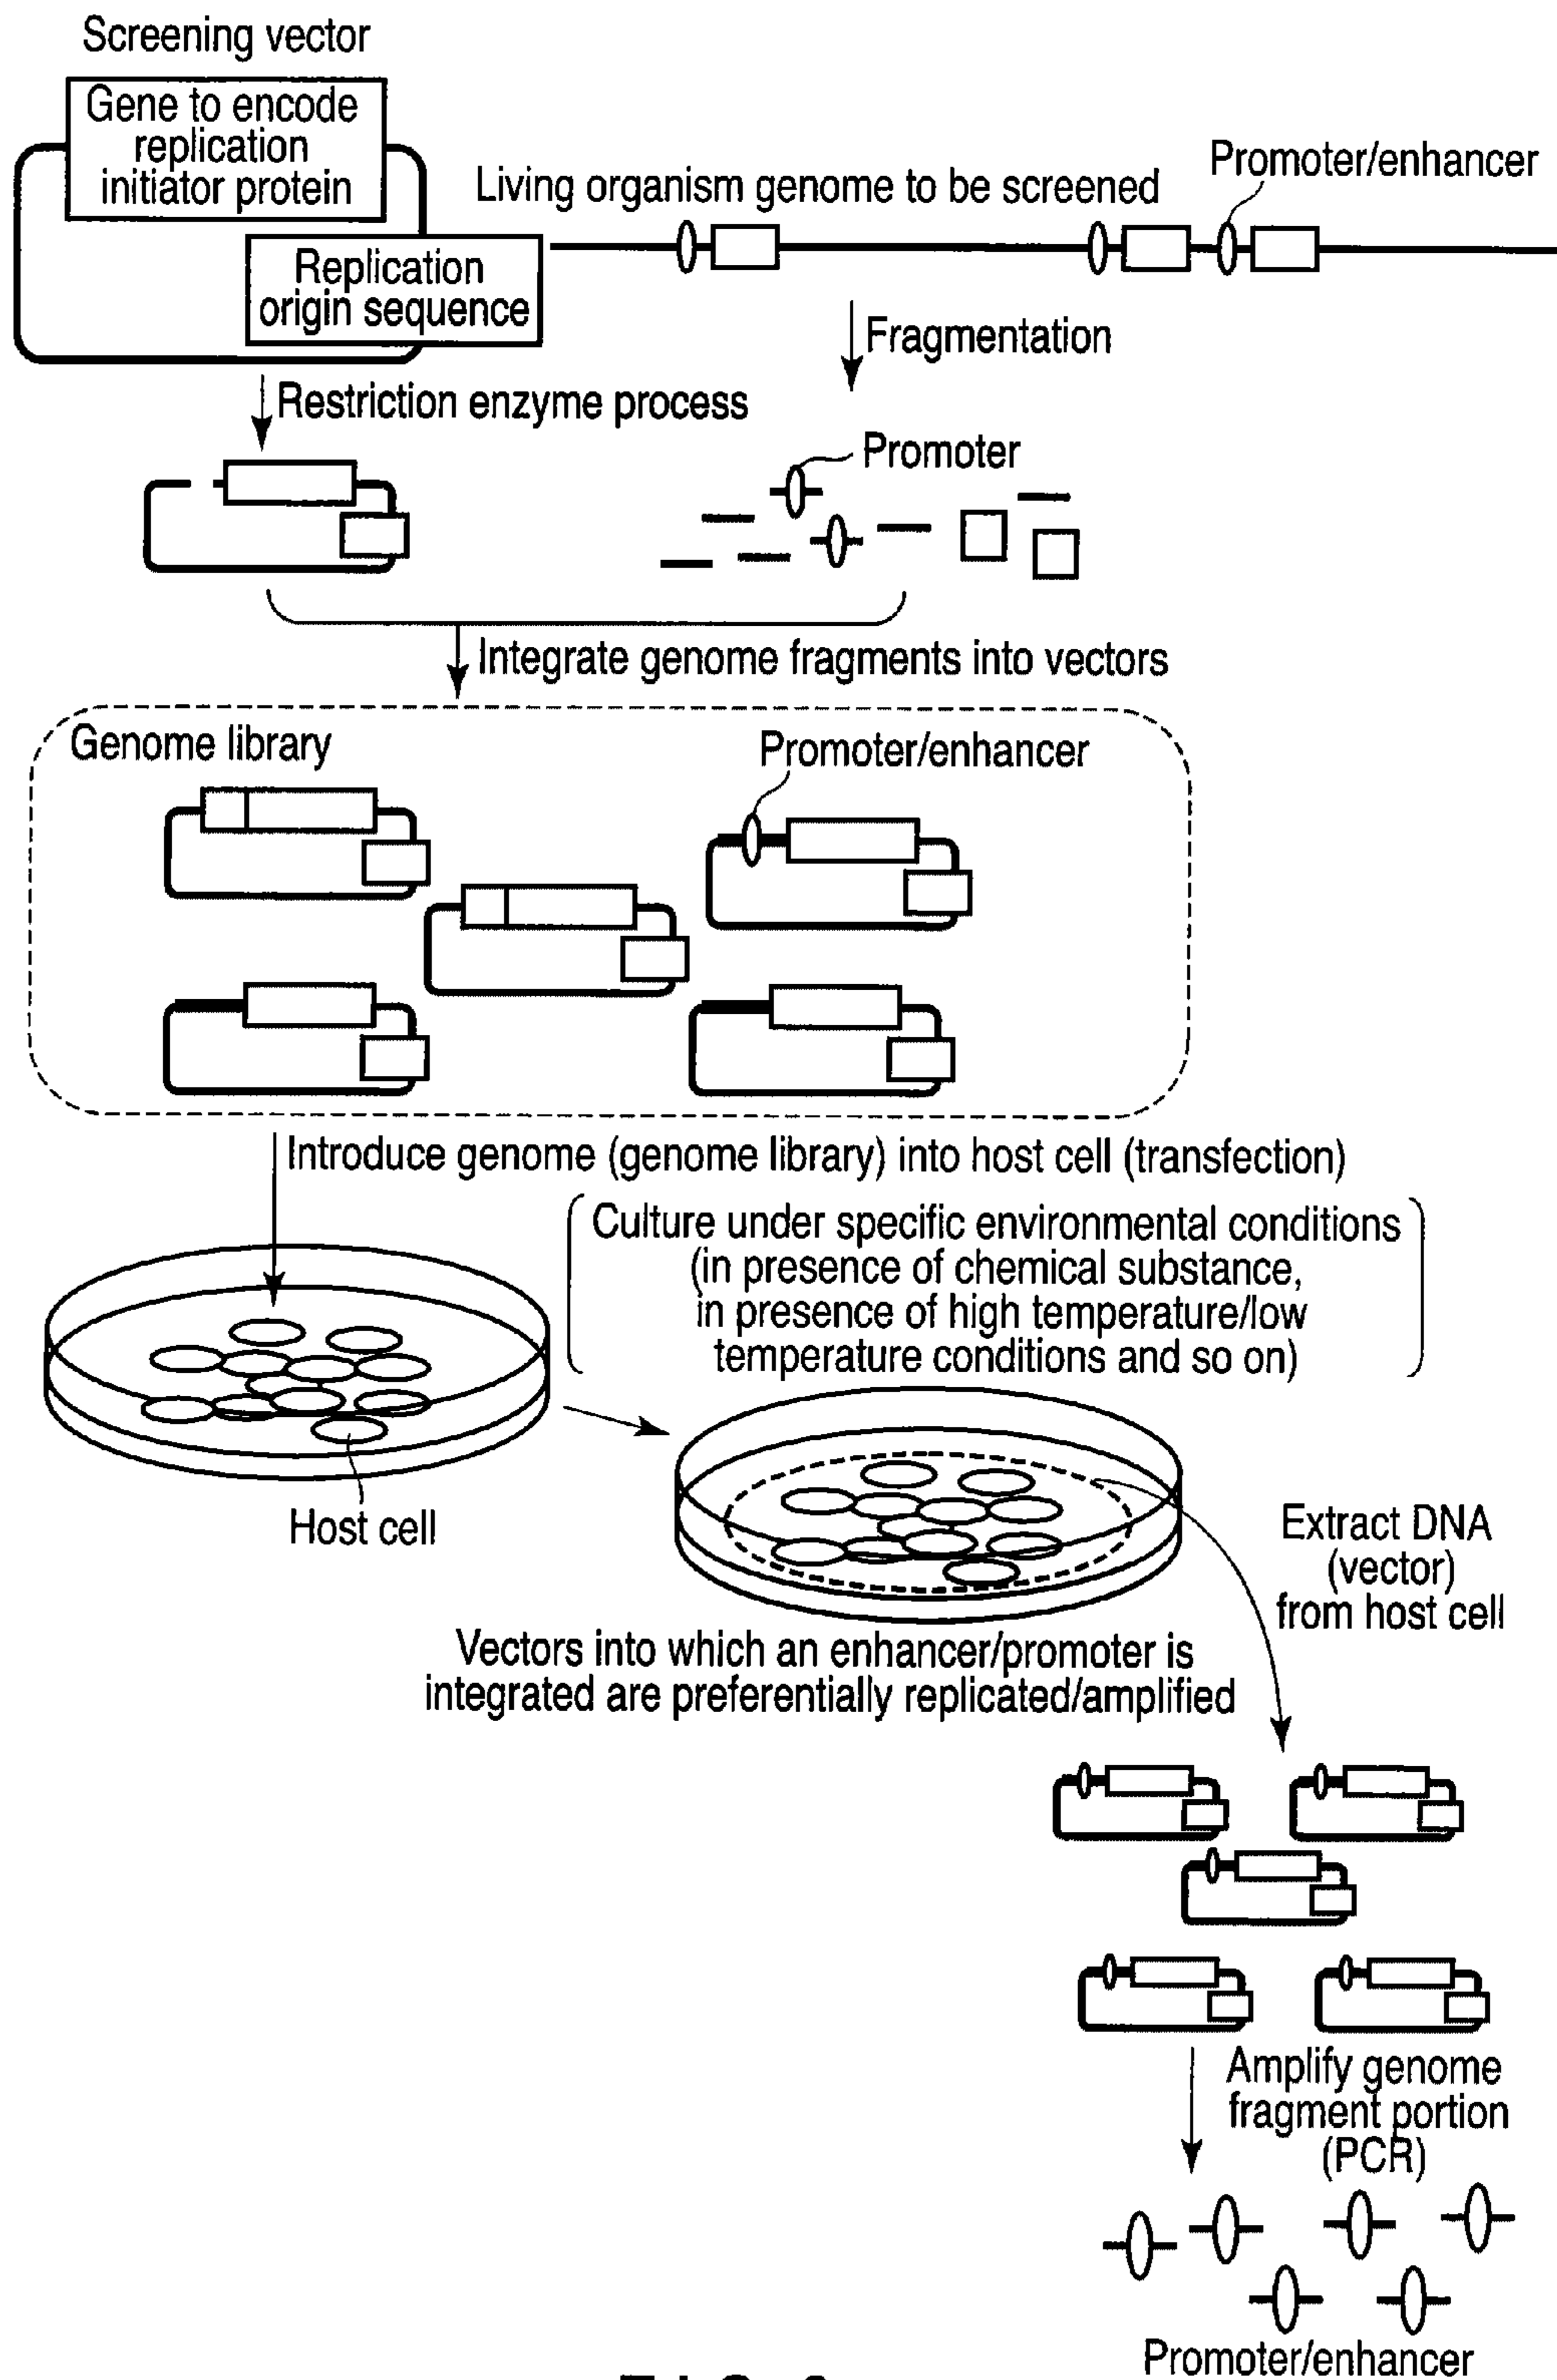 Screening vector
Gene to encode
replication
initiator protein
Replication
origin sequence
Living organism genome to be screened
Promoter/enhancer
Fragmentation
Restriction enzyme process
Promoter
Integrate genome fragments into vectors
Genome library
Promoter/enhancer
Introduce genome (genome library) into host cell (transfection)
Culture under specific environmental conditions
(in presence of chemical substance,
in presence of high temperature/low
temperature conditions and so on)
Host cell
Extract DNA
(vector)
from host cell
Vectors into which an enhancer/promoter is
integrated are preferentially replicated/amplified
Amplify genome
fragment portion
(PCR)
Promoter/enhancer